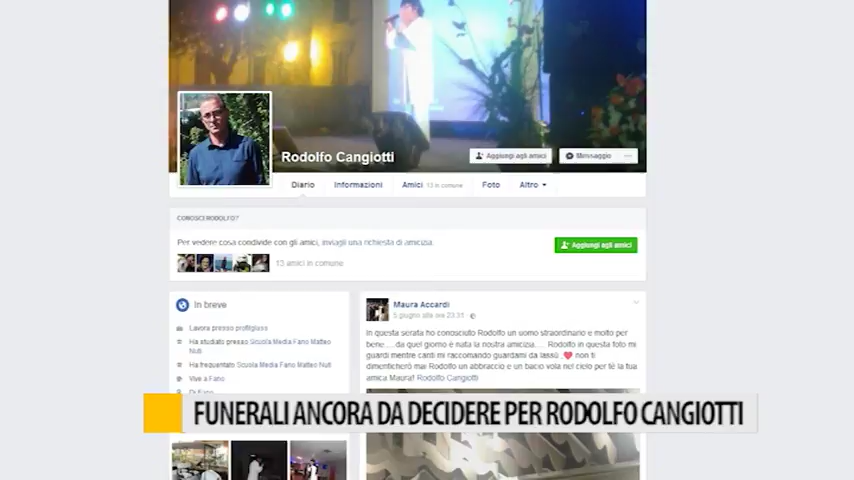 Rodolfo Cangiotti
Aggiungi agli amici
Messaggio
Diario Informazioni Amici 13 in comune Foto Altro
CONOSCI RODOLFO?
Per vedere cosa condivide con gli amici, inviagli una richiesta di amicizia.
Aggiungi agli amici
13 amici in comune
In breve
Lavora presso profilglass
Ha studiato presso Scuola Media Fano Matteo
Nuti
Ha frequentato Scuola Media Fano Matteo Nuti
Vive a Fano
Di Fano
Maura Accardi
5 giugno alle ore 23:31
In questa serata ho conosciuto Rodolfo un uomo straordinario e molto per
bene.... da quel giorno è nata la nostra amicizia.... Rodolfo in questa foto mi
guardi mentre canti mi raccomando guardami da lassù ❤ non ti
dimenticherò mai Rodolfo un abbraccio e un bacio vola nel cielo per tè la tua
amica Maura! Rodolfo Cangiotti
FUNERALI ANCORA DA DECIDERE PER RODOLFO CANGIOTTI